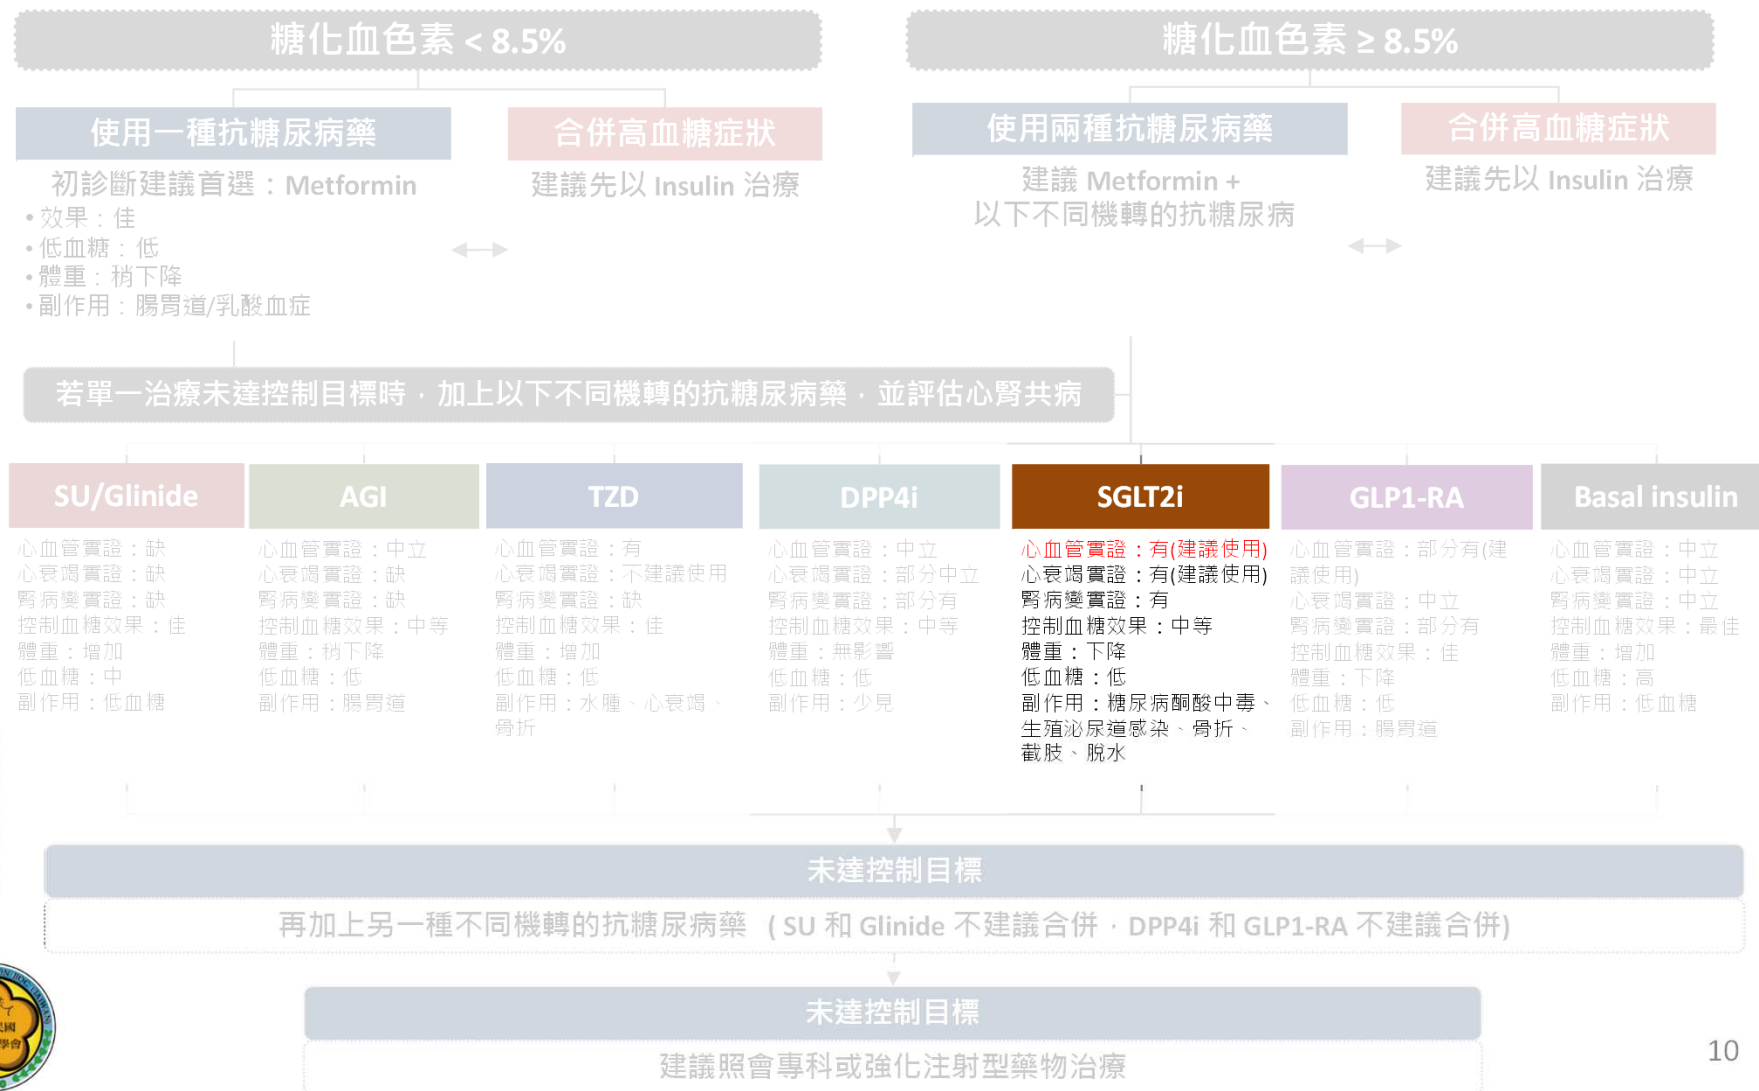 糖化血色素 < 8.5%
使用一種抗糖尿病藥
初診斷建議首選：Metformin
• 效果：佳
• 低血糖：低
• 體重：稍下降
• 副作用：腸胃道/乳酸血症
合併高血糖症狀
建議先以 Insulin 治療
糖化血色素 ≥ 8.5%
使用兩種抗糖尿病藥
建議 Metformin +
以下不同機轉的抗糖尿病
合併高血糖症狀
建議先以 Insulin 治療
若單一治療未達控制目標時，加上以下不同機轉的抗糖尿病藥，並評估心腎共病
SU/Glinide
心血管實證：缺
心衰竭實證：缺
腎病變實證：缺
控制血糖效果：佳
體重：增加
低血糖：中
副作用：低血糖
AGI
心血管實證：中立
心衰竭實證：缺
腎病變實證：缺
控制血糖效果：中等
體重：稍下降
低血糖：低
副作用：腸胃道
TZD
心血管實證：有
心衰竭實證：不建議使用
腎病變實證：缺
控制血糖效果：佳
體重：增加
低血糖：低
副作用：水腫、心衰竭、
骨折
DPP4i
心血管實證：中立
心衰竭實證：部分中立
腎病變實證：部分有
控制血糖效果：中等
體重：無影響
低血糖：低
副作用：少見
SGLT2i
心血管實證：有(建議使用)
心衰竭實證：有(建議使用)
腎病變實證：有
控制血糖效果：中等
體重：下降
低血糖：低
副作用：糖尿病酮酸中毒、
生殖泌尿道感染、骨折、
截肢、脫水
GLP1-RA
心血管實證：部分有(建
議使用)
心衰竭實證：中立
腎病變實證：部分有
控制血糖效果：佳
體重：下降
低血糖：低
副作用：腸胃道
Basal insulin
心血管實證：中立
心衰竭實證：中立
腎病變實證：中立
控制血糖效果：最佳
體重：增加
低血糖：高
副作用：低血糖
未達控制目標
再加上另一種不同機轉的抗糖尿病藥 ( SU 和 Glinide 不建議合併，DPP4i 和 GLP1-RA 不建議合併)
未達控制目標
建議照會專科或強化注射型藥物治療
10